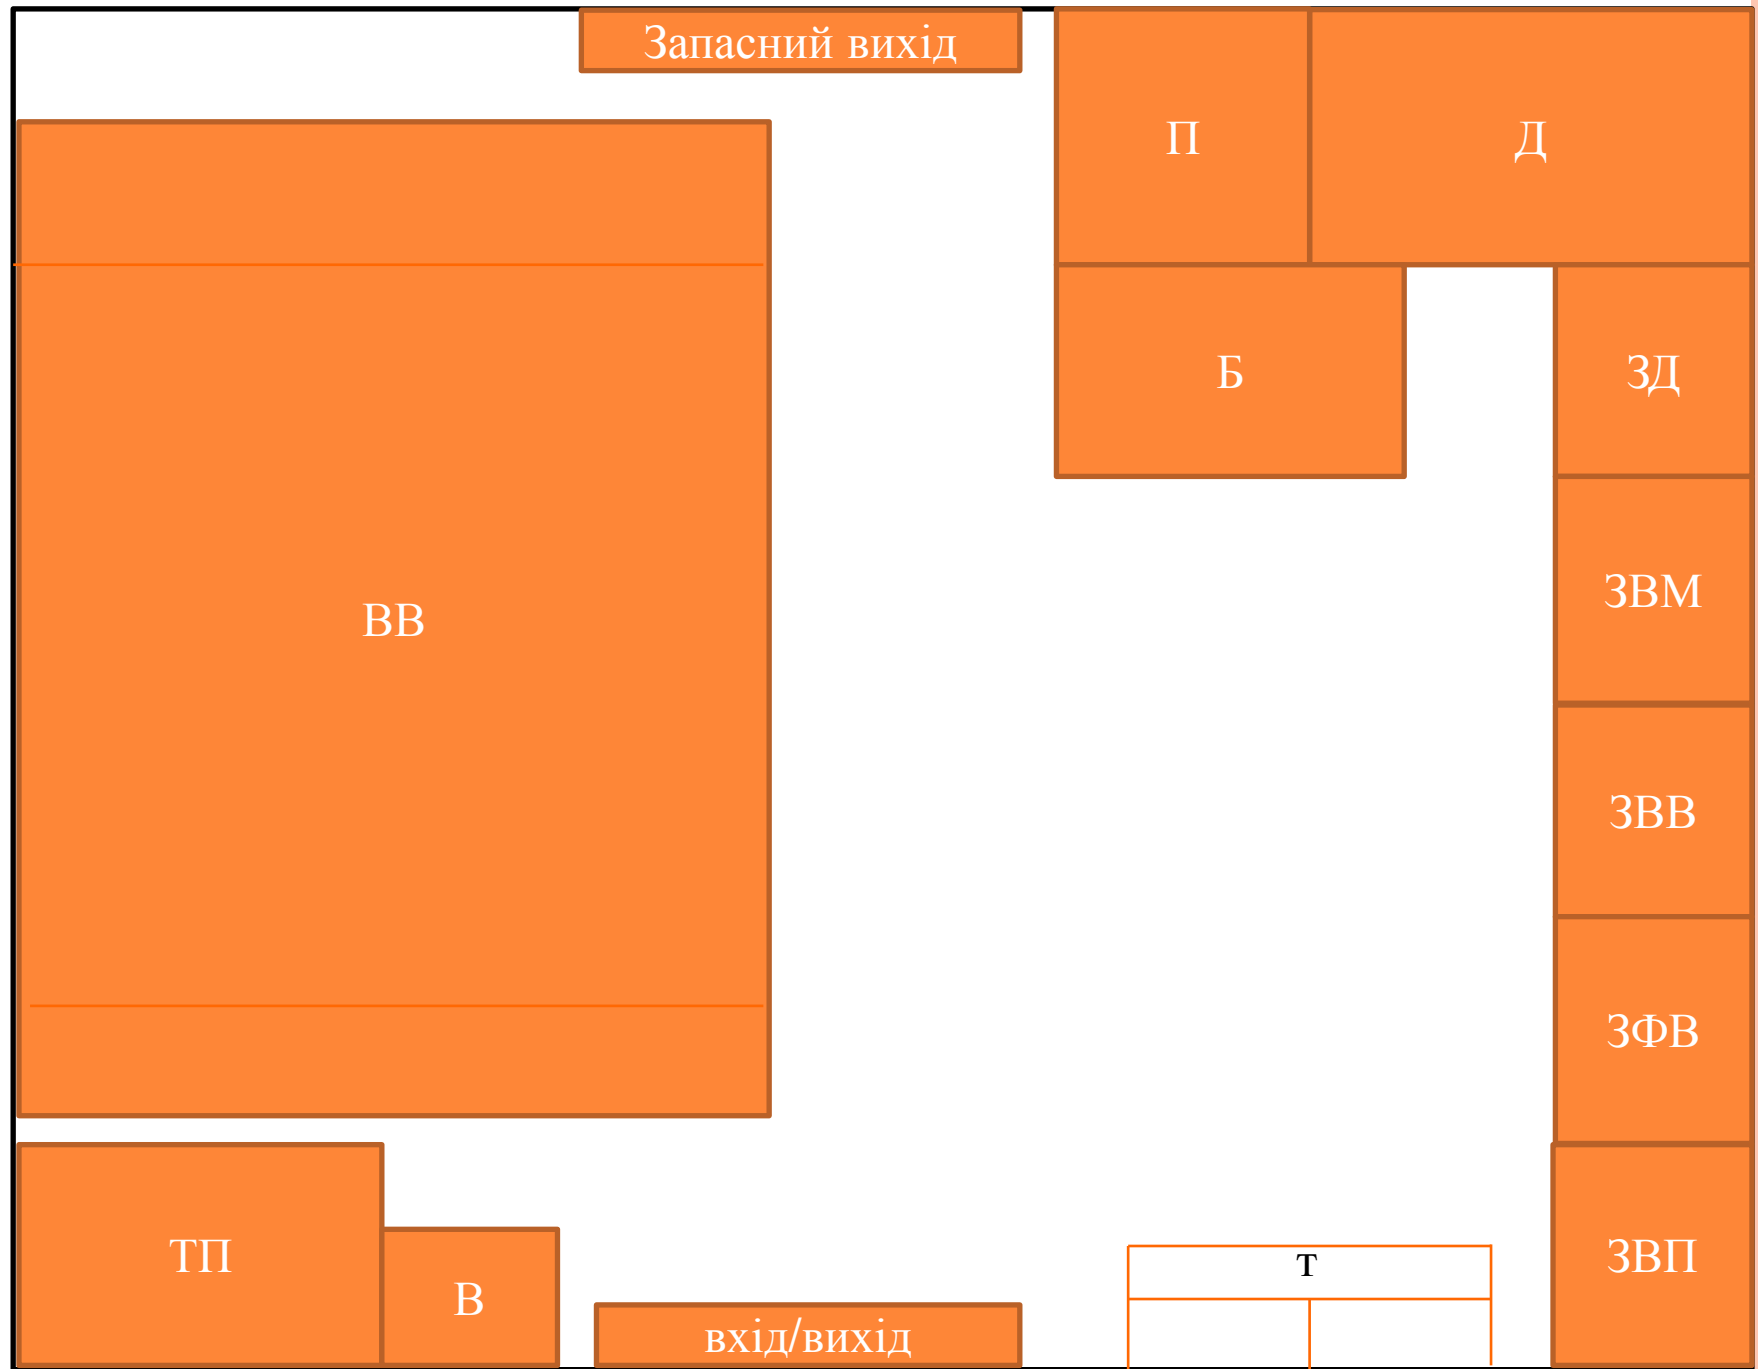 Запасний вихід
П
Д
Б
ЗД
ВВ
ЗВМ
ЗВВ
ЗФВ
ТП
В
вхід/вихід
т
ЗВП